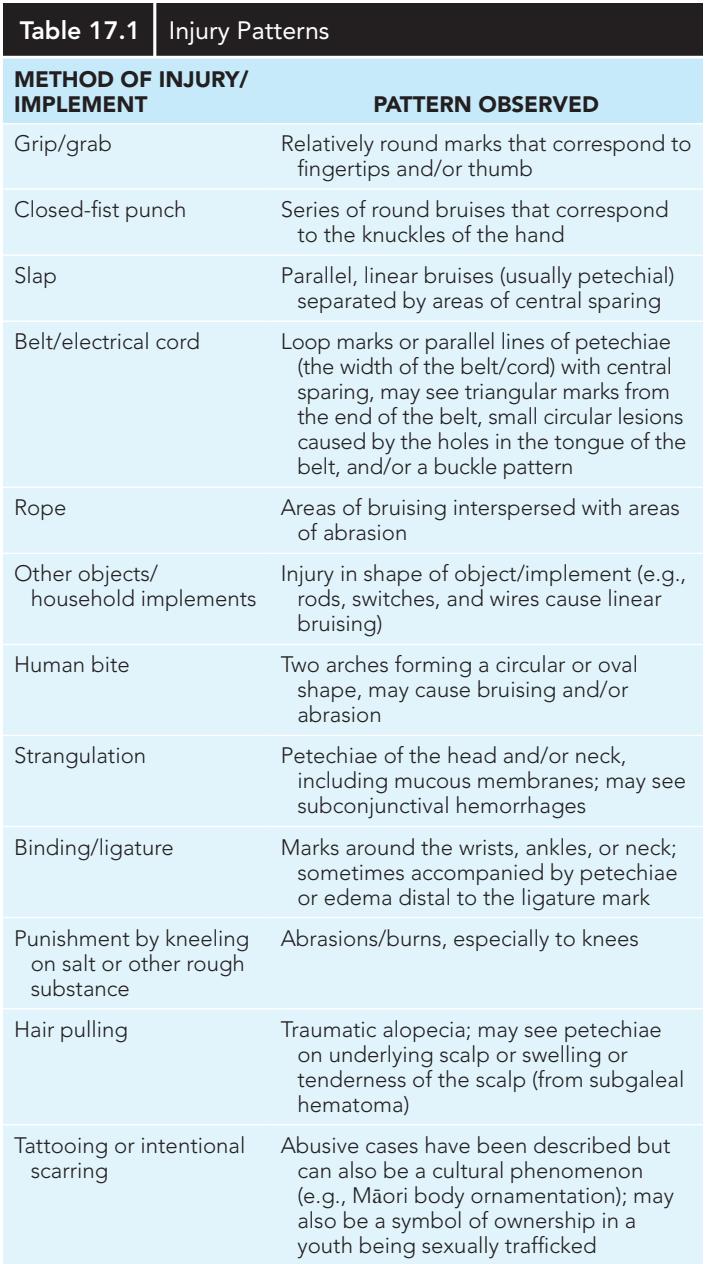 Table 17.1 Injury Patterns
METHOD OF INJURY/
IMPLEMENT PATTERN OBSERVED
Grip/grab Relatively round marks that correspond to
fingertips and/or thumb
Closed-fist punch Series of round bruises that correspond
to the knuckles of the hand
Slap Parallel, linear bruises (usually petechial)
separated by areas of central sparing
Belt/electrical cord Loop marks or parallel lines of petechiae
(the width of the belt/cord) with central
sparing, may see triangular marks from
the end of the belt, small circular lesions
caused by the holes in the tongue of the
belt, and/or a buckle pattern
Rope Areas of bruising interspersed with areas
of abrasion
Other objects/ Injury in shape of object/implement (e.g.,
household implements rods, switches, and wires cause linear
bruising)
Human bite Two arches forming a circular or oval
shape, may cause bruising and/or
abrasion
Strangulation Petechiae of the head and/or neck,
including mucous membranes; may see
subconjunctival hemorrhages
Binding/ligature Marks around the wrists, ankles, or neck;
sometimes accompanied by petechiae
or edema distal to the ligature mark
Punishment by kneeling Abrasions/burns, especially to knees
on salt or other rough
substance
Hair pulling Traumatic alopecia; may see petechiae
on underlying scalp or swelling or
tenderness of the scalp (from subgaleal
hematoma)
Tattooing or intentional Abusive cases have been described but
scarring can also be a cultural phenomenon
(e.g., Māori body ornamentation); may
also be a symbol of ownership in a
youth being sexually trafficked